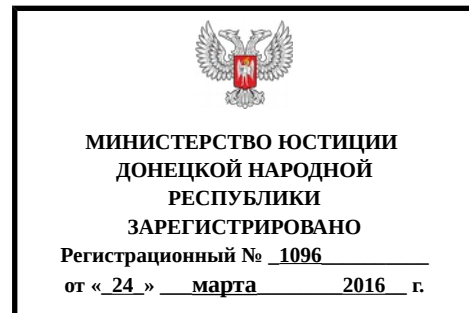 МИНИСТЕРСТВО ЮСТИЦИИ
ДОНЕЦКОЙ НАРОДНОЙ
РЕСПУБЛИКИ
ЗАРЕГИСТРИРОВАНО
Регистрационный № _1096__________
от «_24_» ___марта________2016__ г.